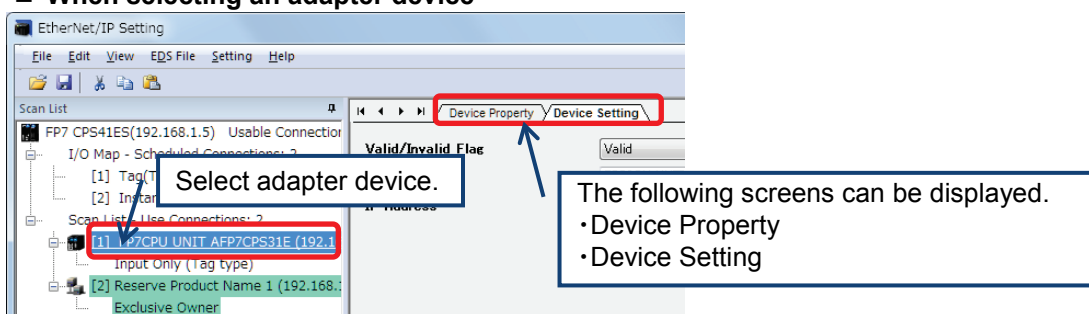 ■ When selecting an adapter device
EtherNet/IP Setting
File Edit View EDS File Setting Help
Scan List
Device Property Device Setting
FP7 CPS41ES(192.168.1.5) Usable Connection
I/O Map - Scheduled Connections: 2
Valid/Invalid Flag Valid
[1] Tag(T
Select adapter device.
[2] Instan
IP Address
The following screens can be displayed.
・Device Property
・Device Setting
Scan List - Use Connections: 2
[1] FP7CPU UNIT AFP7CPS31E (192.1
Input Only (Tag type)
[2] Reserve Product Name 1 (192.168.1
Exclusive Owner